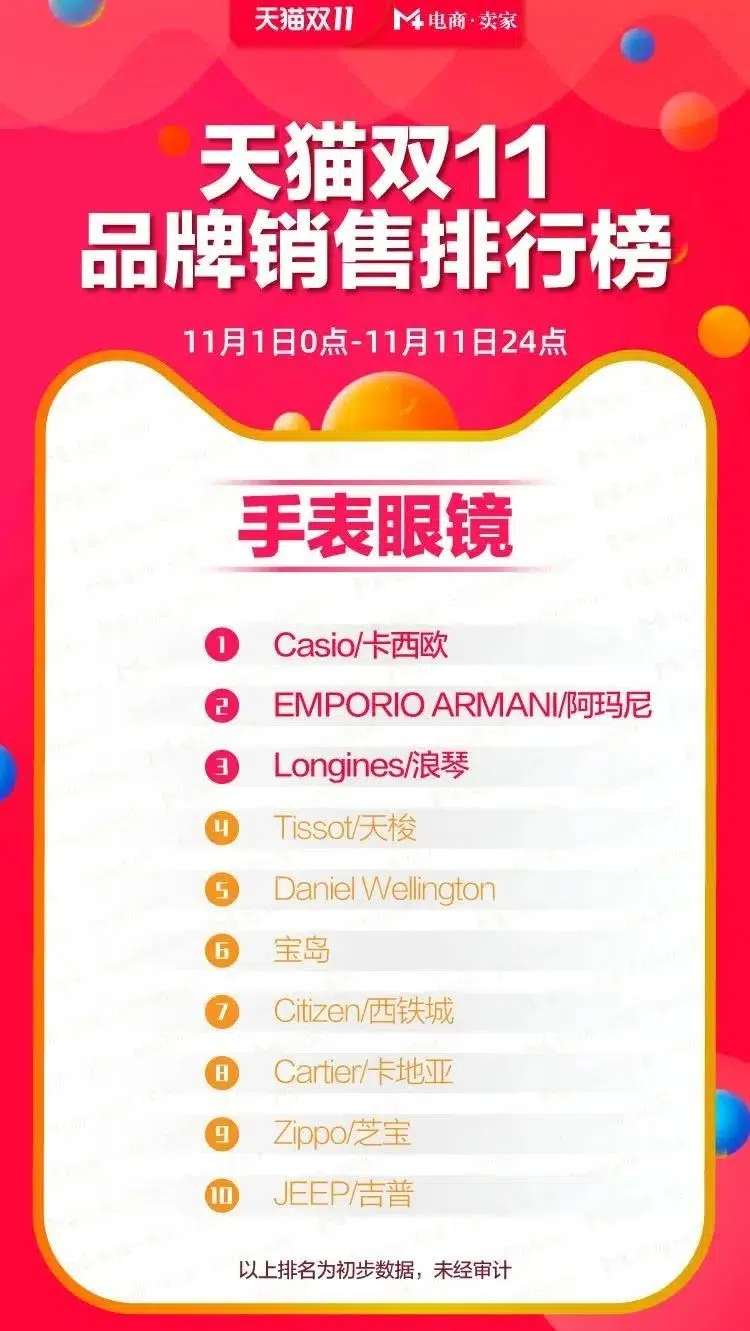 天猫双11 M4电商·卖家
天猫双11
品牌销售排行榜
11月1日0点-11月11日24点
手表眼镜
1 Casio/卡西欧
2 EMPORIO ARMANI/阿玛尼
3 Longines/浪琴
4 Tissot/天梭
5 Daniel Wellington
6 宝岛
7 Citizen/西铁城
8 Cartier/卡地亚
9 Zippo/芝宝
10 JEEP/吉普
以上排名为初步数据，未经审计